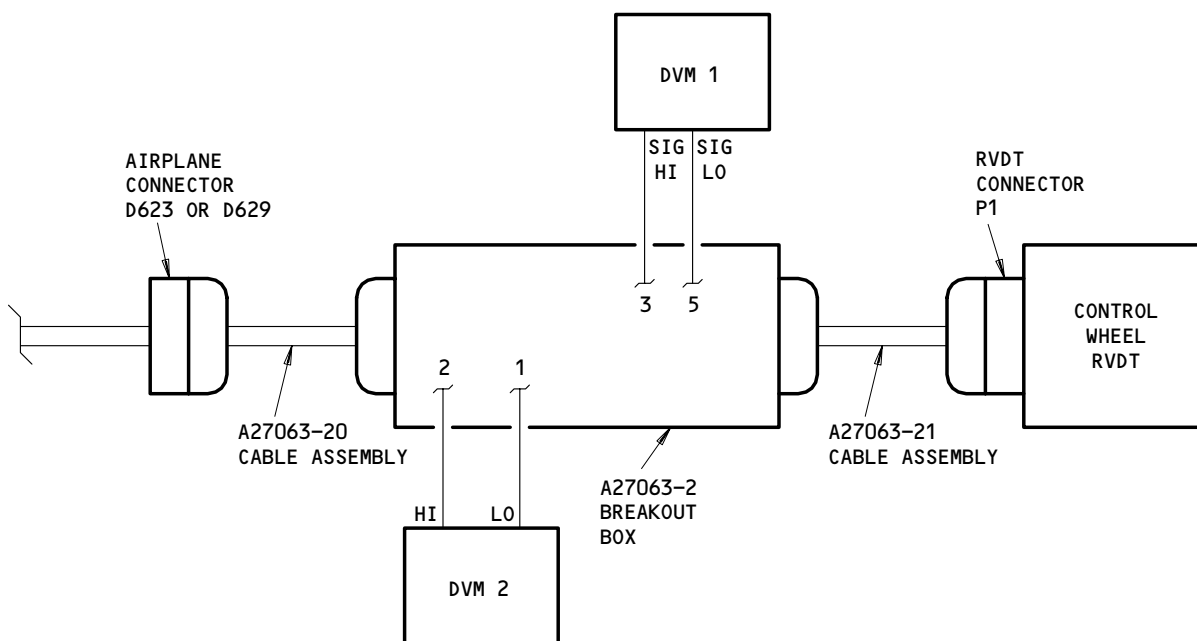 DVM 1
SIG SIG
HI LO
AIRPLANE
CONNECTOR
D623 OR D629
RVDT
CONNECTOR
P1
3 5
CONTROL
WHEEL
RVDT
2 1
A27063-20
CABLE ASSEMBLY
A27063-21
CABLE ASSEMBLY
A27063-2
BREAKOUT
BOX
HI LO
DVM 2